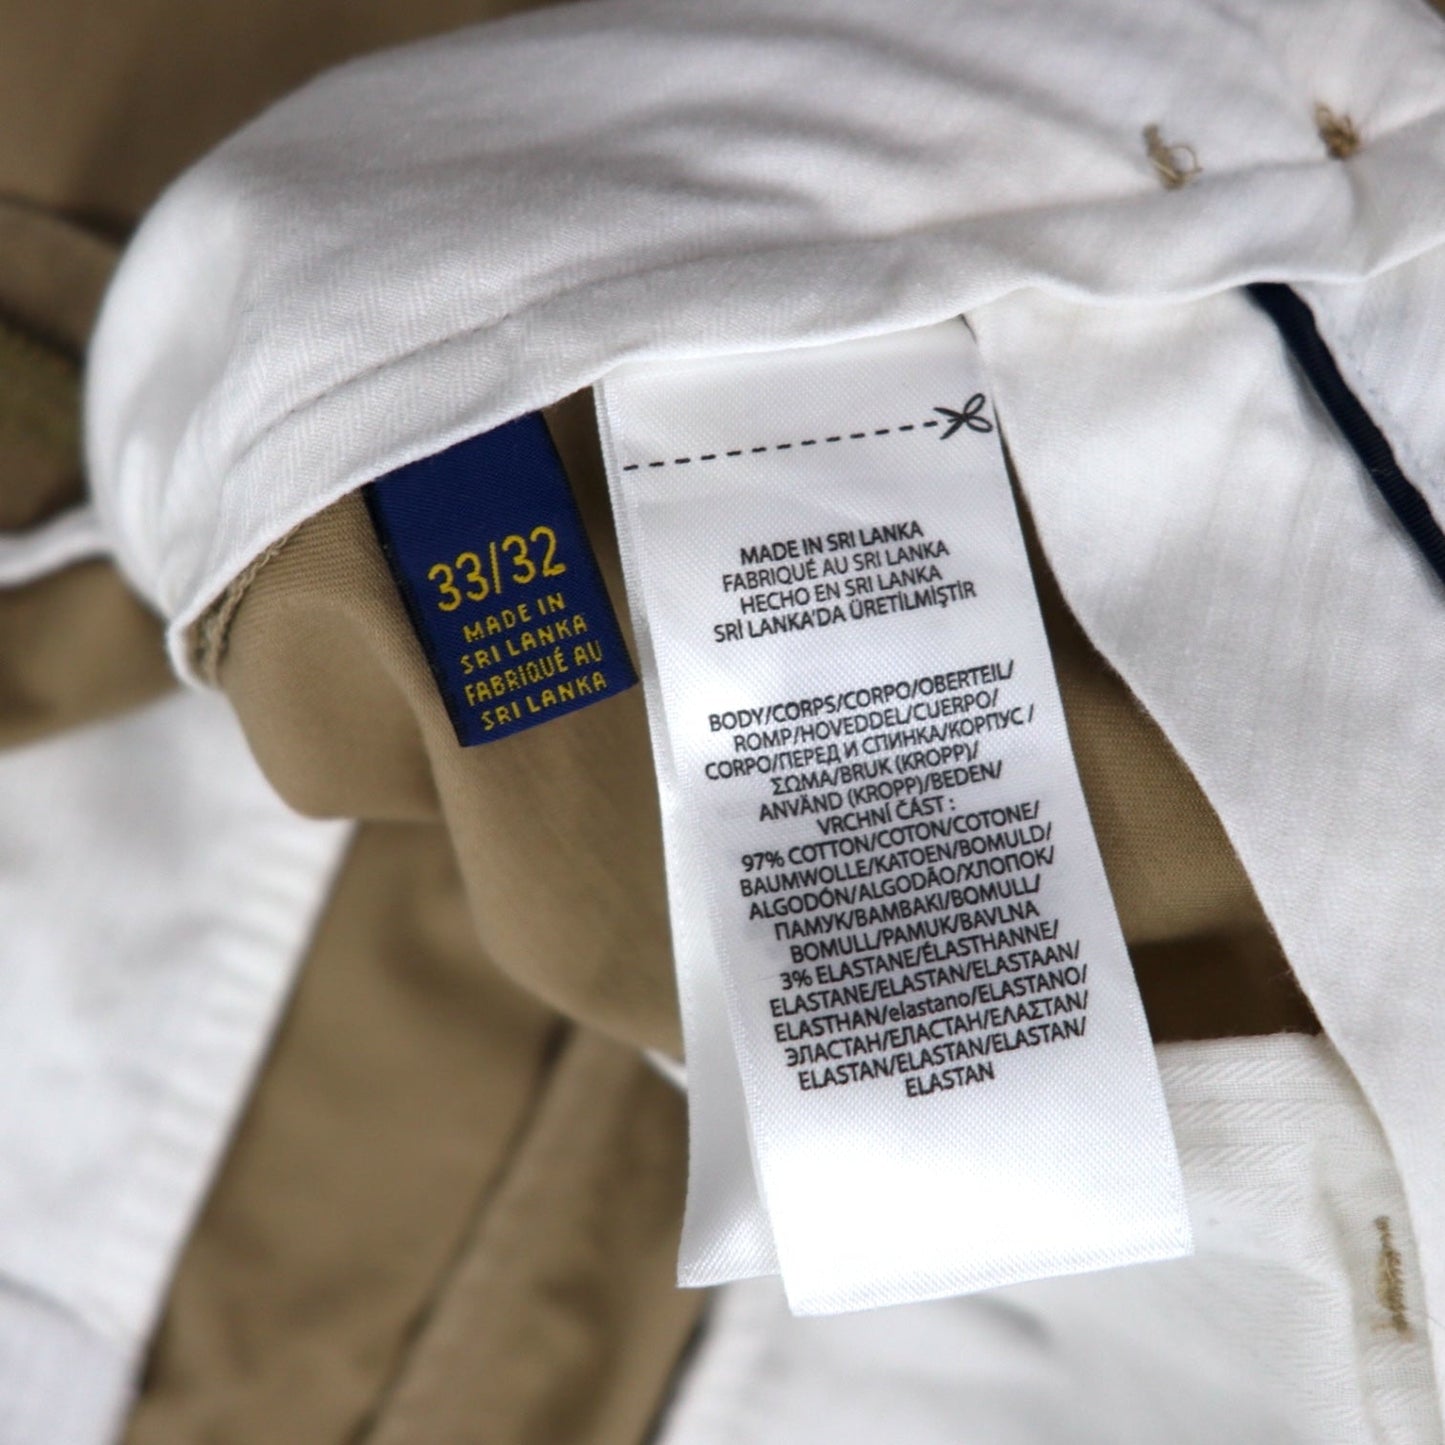 33/32
MADE IN
SRI LANKA
FABRIQUÉ AU
SRI LANKA
MADE IN SRI LANKA
FABRIQUÉ AU SRI LANKA
HECHO EN SRI LANKA
SRİ LANKA'DA ÜRETİLMİŞTİR
BODY/CORPS/CORPO/OBERTEIL/
ROMP/HOVEDDEL/CUERPO/
CORPO/ПЕРЕД И СПИНКА/КОРПУС /
ΣΩΜΑ/BRUK (KROPP)/
ANVÄND (KROPP)/BEDEN/
VRCHNÍ ČÁST :
97% COTTON/COTON/COTONE/
BAUMWOLLE/KATOEN/BOMULD/
ALGODÓN/ALGODÃO/ХЛОПОК/
ПАМУК/ΒΑΜΒΑΚΙ/BOMULL/
BOMULL/PAMUK/BAVLNA
3% ELASTANE/ÉLASTHANNE/
ELASTANE/ELASTAN/ELASTAAN/
ELASTHAN/elastano/ELASTANO/
ЭЛАСТАН/ЕЛАСТАН/ΕΛΑΣΤΑΝ/
ELASTAN/ELASTAN/ELASTAN/
ELASTAN